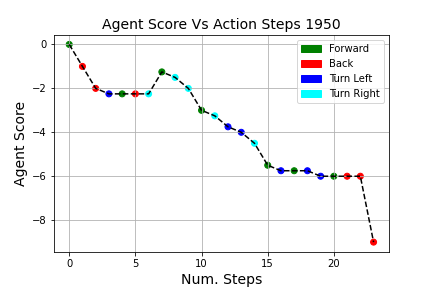 Agent Score Vs Action Steps 1950
Forward
Back
Turn Left
Turn Right
Agent Score
0
−2
−4
−6
−8
0 5 10 15 20
Num. Steps